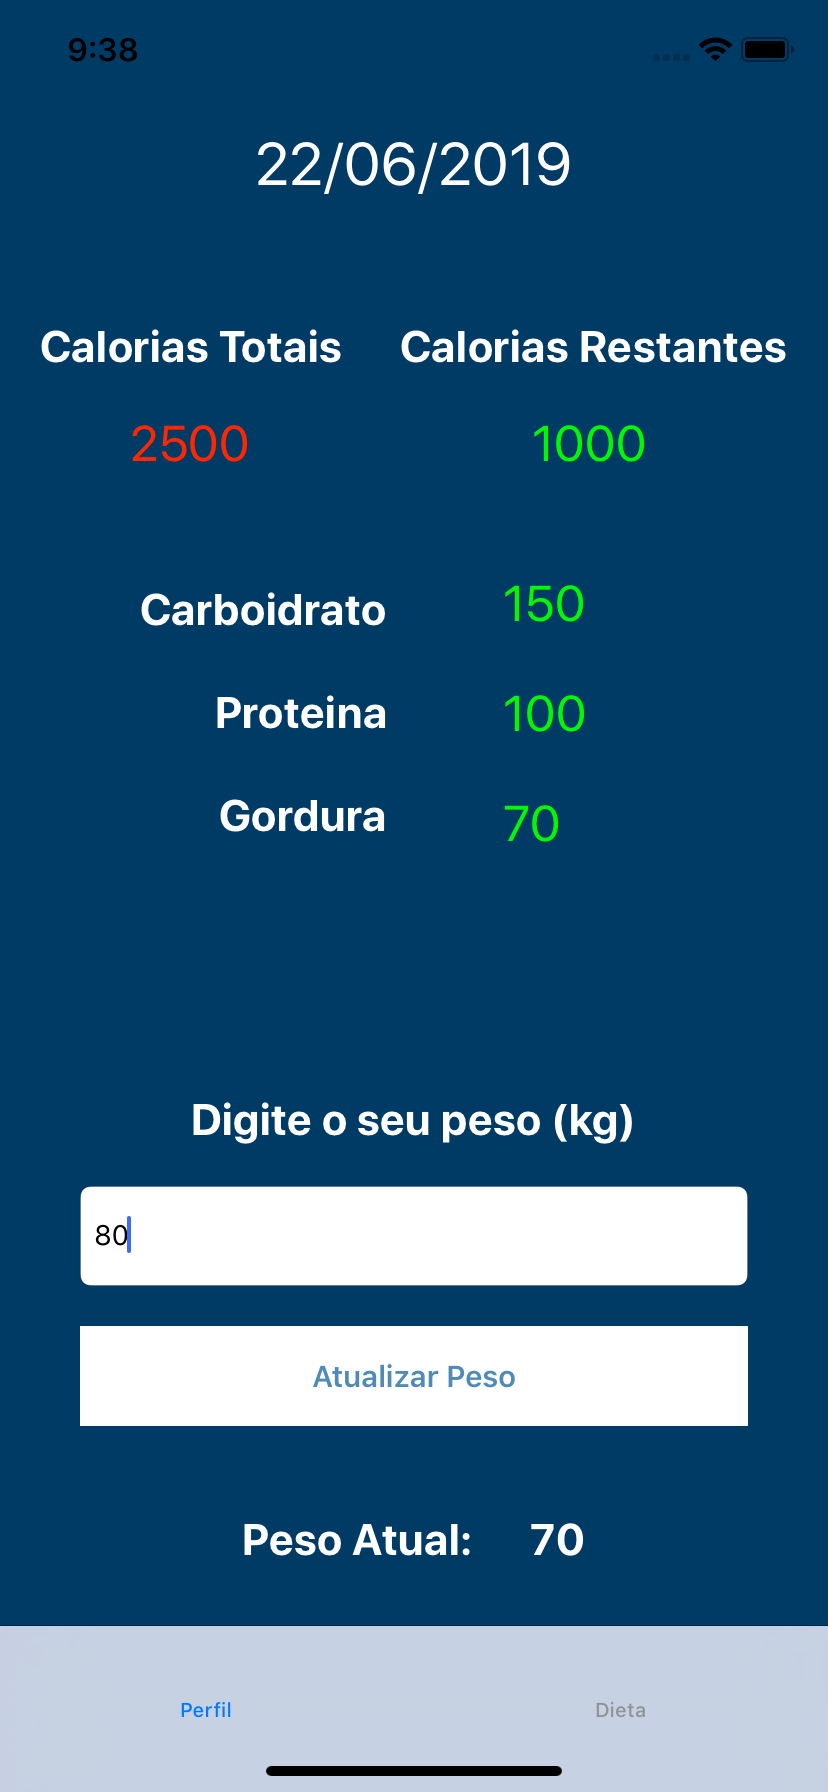 9:38
22/06/2019
Calorias Totais Calorias Restantes
2500 1000
Carboidrato 150
Proteina 100
Gordura 70
Digite o seu peso (kg)
80
Atualizar Peso
Peso Atual: 70
Perfil Dieta